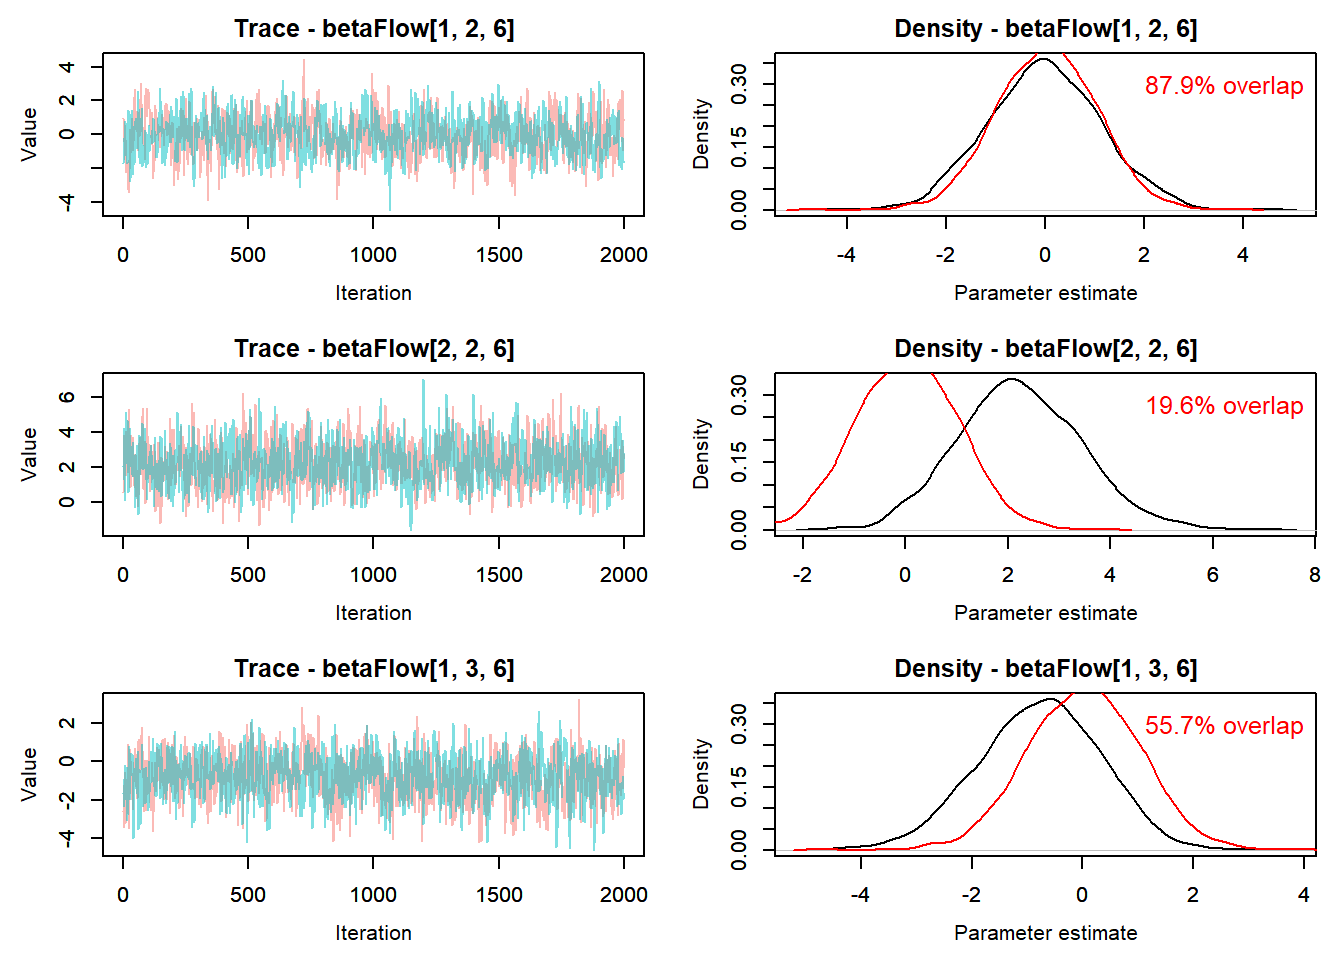 Trace - betaFlow[1, 2, 6]
Value
4
2
0
-4
0 500 1000 1500 2000
Iteration
Density - betaFlow[1, 2, 6]
Density
0.30
0.15
0.00
87.9% overlap
-4 -2 0 2 4
Parameter estimate
Trace - betaFlow[2, 2, 6]
Value
6
4
2
0
0 500 1000 1500 2000
Iteration
Density - betaFlow[2, 2, 6]
Density
0.30
0.15
0.00
19.6% overlap
-2 0 2 4 6 8
Parameter estimate
Trace - betaFlow[1, 3, 6]
Value
2
0
-2
-4
0 500 1000 1500 2000
Iteration
Density - betaFlow[1, 3, 6]
Density
0.30
0.15
0.00
55.7% overlap
-4 -2 0 2 4
Parameter estimate